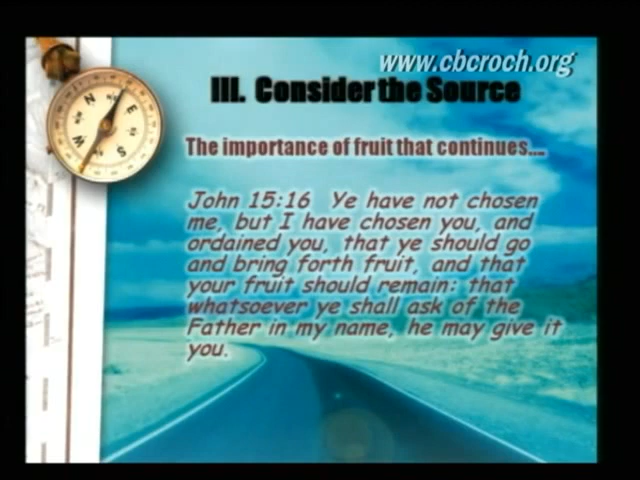 www.cbcroch.org
III. Consider the Source
N
E
W
S
The importance of fruit that continues....
John 15:16 Ye have not chosen
me, but I have chosen you, and
ordained you, that ye should go
and bring forth fruit, and that
your fruit should remain: that
whatsoever ye shall ask of the
Father in my name, he may give it
you.